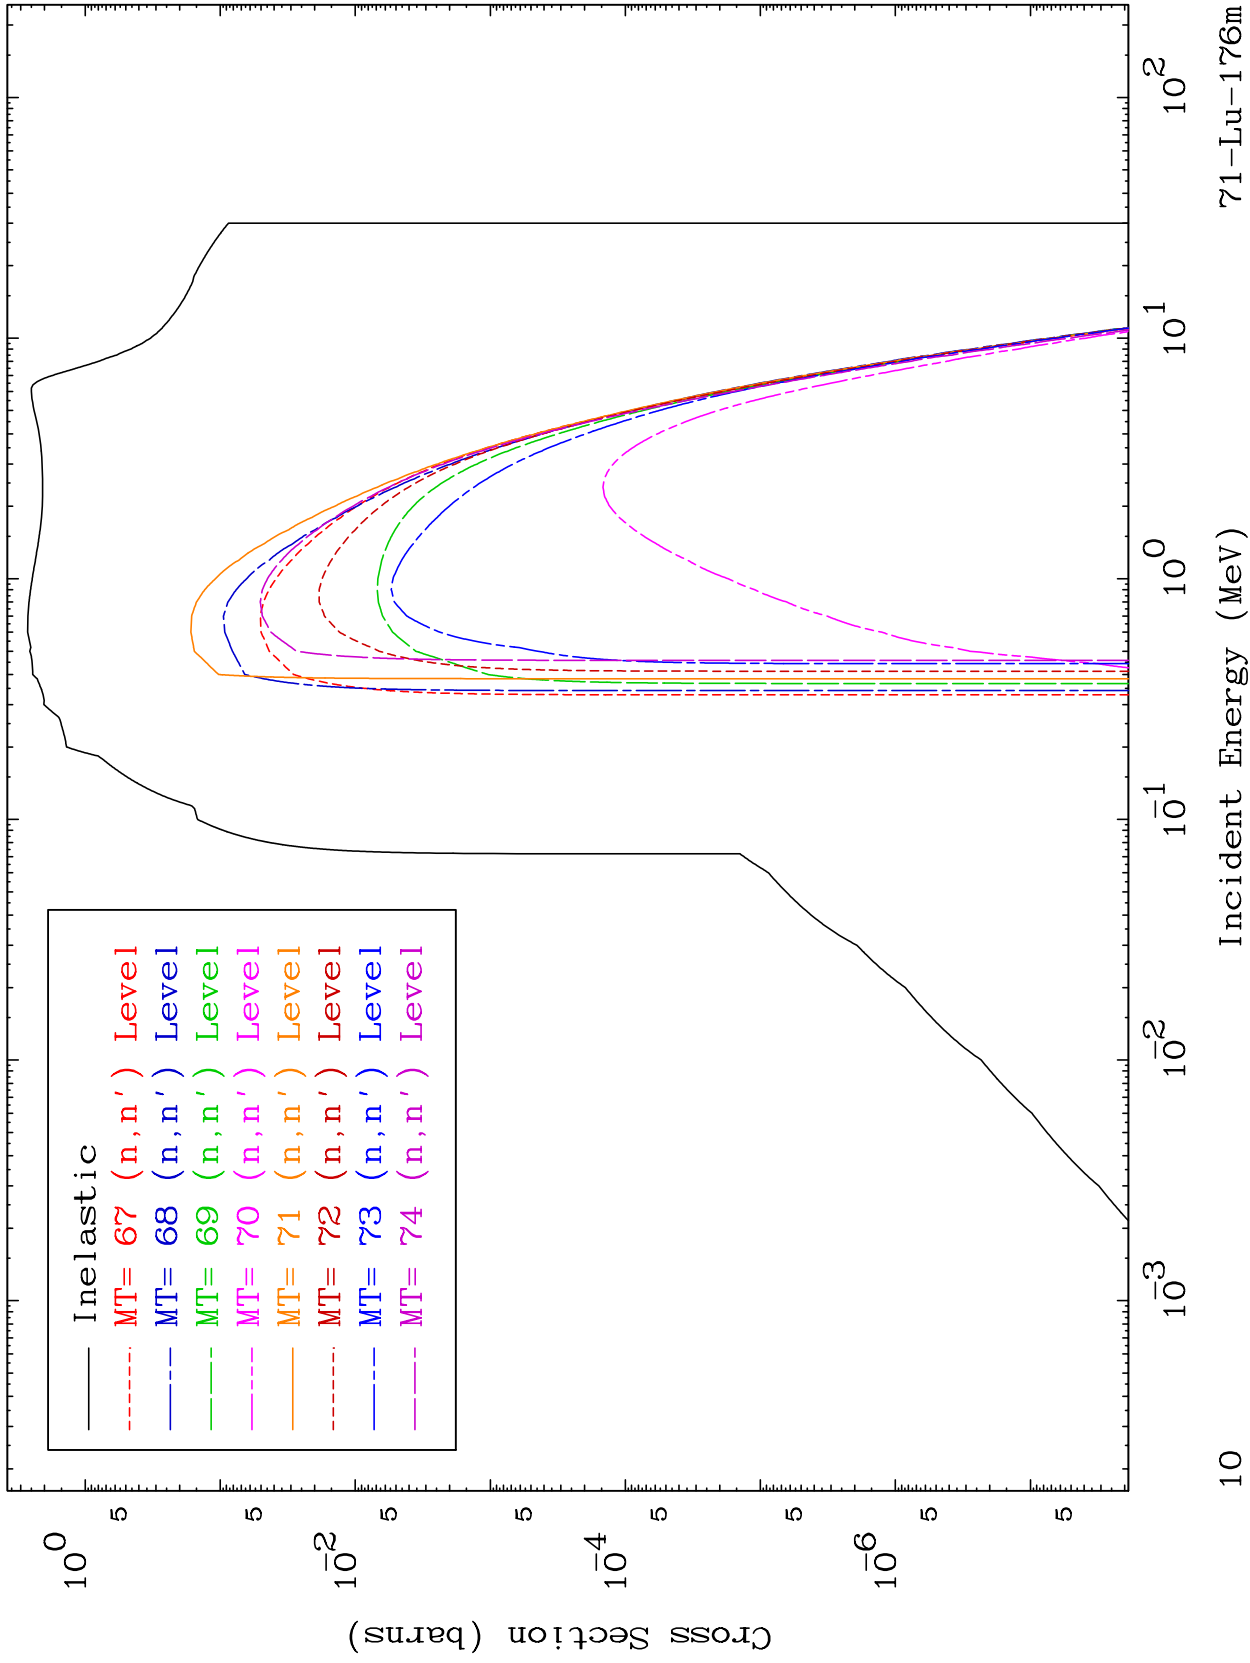 Inelastic
MT= 67 (n,n') Level
MT= 68 (n,n') Level
MT= 69 (n,n') Level
MT= 70 (n,n') Level
MT= 71 (n,n') Level
MT= 72 (n,n') Level
MT= 73 (n,n') Level
MT= 74 (n,n') Level
Cross Section (barns)
10^0
5
5
10^-2
5
5
10^-4
5
5
10^-6
5
5
10^-3
10^-2
10^-1
10^0
10^1
10^2
Incident Energy (MeV)
10
71-Lu-176m